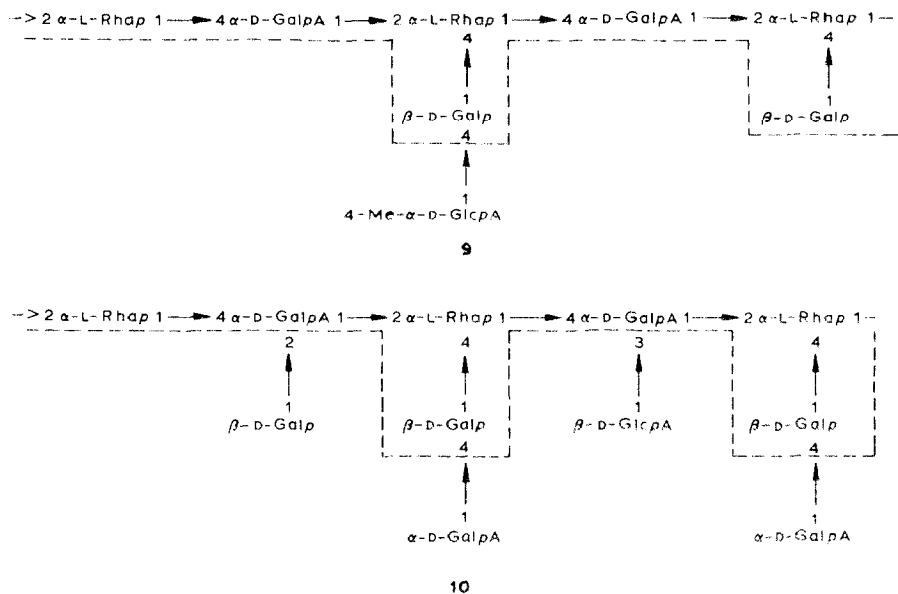 -> 2 α-L-Rhap 1 → 4 α-D-GalpA 1 → 2 α-L-Rhap 1 → 4 α-D-GalpA 1 → 2 α-L-Rhap 1 --
4 4
1 1
β-D-Galp β-D-Galp
4
1
4-Me-α-D-GlcpA
9
-> 2 α-L-Rhap 1 → 4 α-D-GalpA 1 → 2 α-L-Rhap 1 → 4 α-D-GalpA 1 → 2 α-L-Rhap 1 --
2 4 3 4
1 1 1 1
β-D-Galp β-D-Galp β-D-GlcpA β-D-Galp
4 4
1 1
α-D-GalpA α-D-GalpA
10